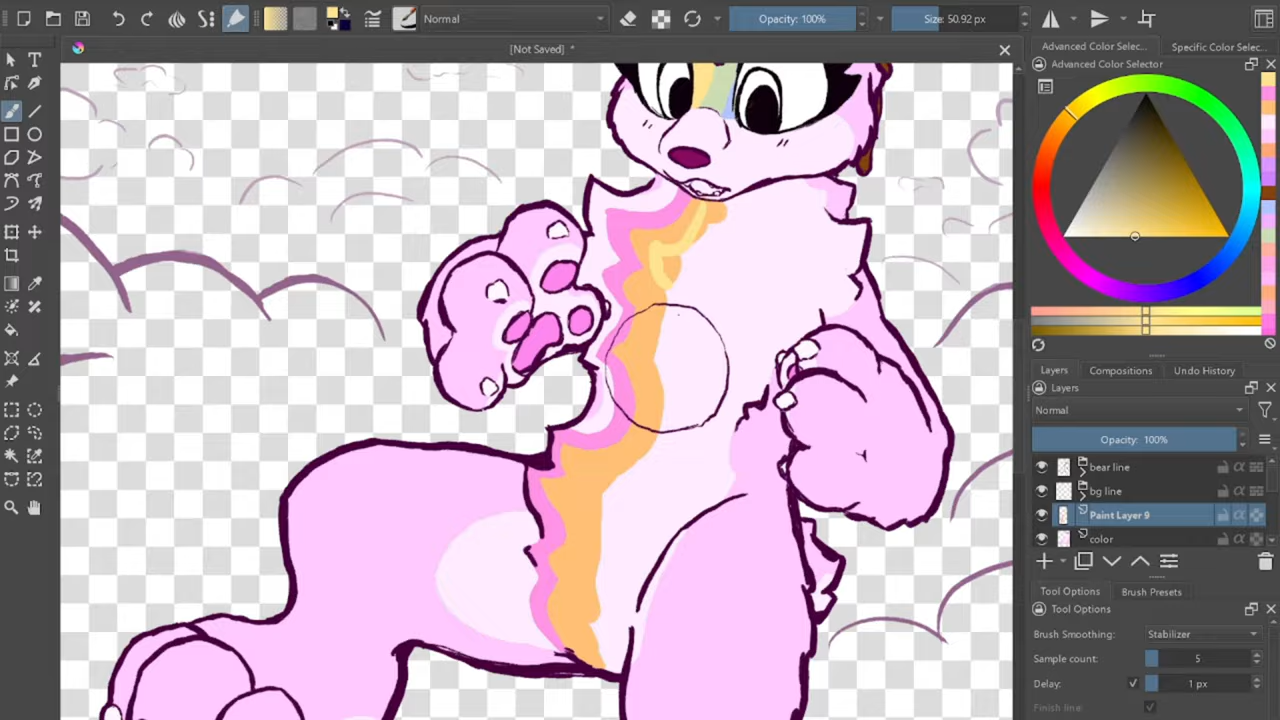 Normal
Opacity: 100%
Size: 50.92 px
[Not Saved] *
Advanced Color Selec...
Specific Color Selec...
Advanced Color Selector
Layers
Compositions
Undo History
Layers
Normal
Opacity: 100%
bear line
bg line
Paint Layer 9
color
Tool Options
Brush Presets
Tool Options
Brush Smoothing:
Stabilizer
Sample count:
5
Delay:
1 px
Finish line: